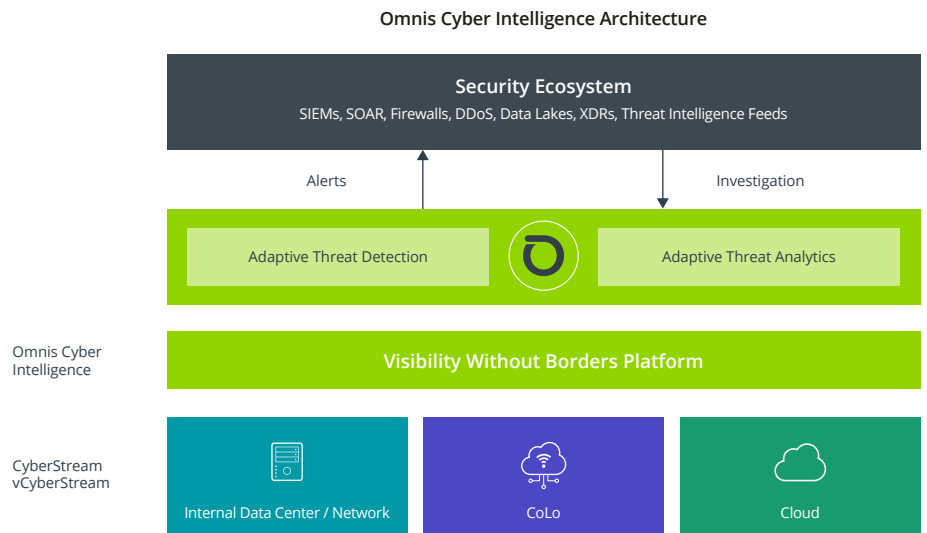 Omnis Cyber Intelligence Architecture
Security Ecosystem
SIEMs, SOAR, Firewalls, DDoS, Data Lakes, XDRs, Threat Intelligence Feeds
Alerts
Investigation
Adaptive Threat Detection
Adaptive Threat Analytics
Omnis Cyber
Intelligence
Visibility Without Borders Platform
CyberStream
vCyberStream
Internal Data Center / Network
CoLo
Cloud